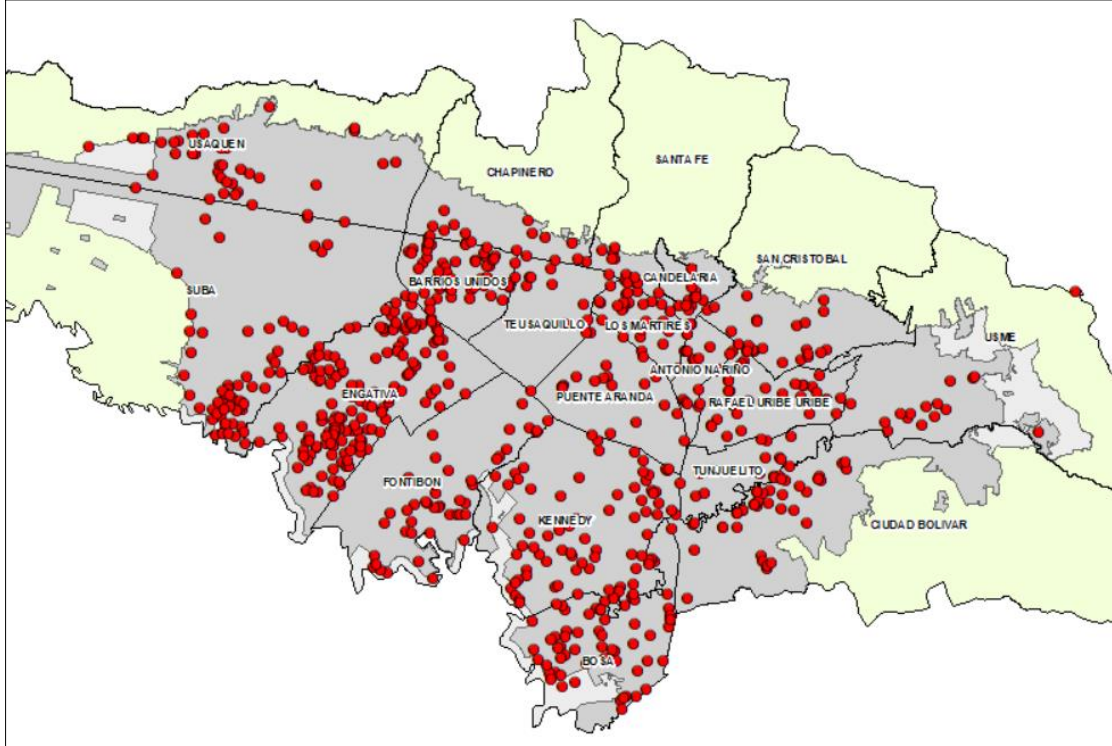 USAQUEN
CHAPINERO
SANTA FE
SAN CRISTOBAL
CANDELARIA
SUBA
BARRIOS UNIDOS
TEUSAQUILLO
LOS MARTIRES
USME
ANTONIO NARIÑO
ENGATIVA
PUENTE ARANDA
RAFAEL URIBE URIBE
TUNJUELITO
FONTIBON
KENNEDY
CIUDAD BOLIVAR
BOSA